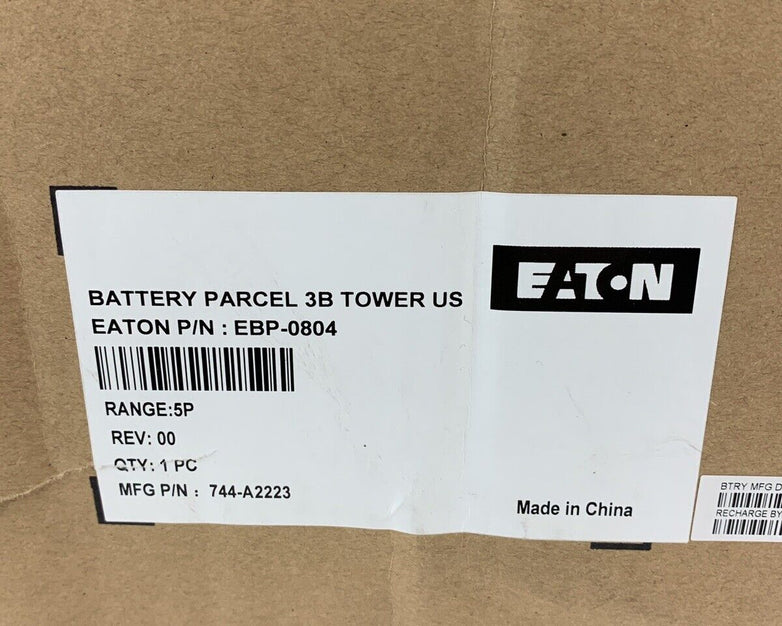 BATTERY PARCEL 3B TOWER US
EATON P/N : EBP-0804
RANGE:5P
REV: 00
QTY: 1 PC
MFG P/N : 744-A2223
EATON
Made in China
BTRY MFG D
RECHARGE BY